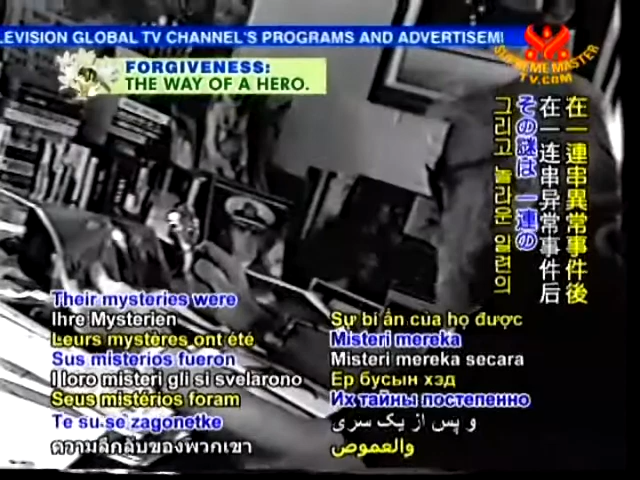 LEVISION GLOBAL TV CHANNEL'S PROGRAMS AND ADVERTISEM
SUPREME MASTER
TV.COM
FORGIVENESS:
THE WAY OF A HERO.
在一連串異常事件後
在一连串异常事件后
その謎は 一連の
그리고 놀라운 일련의
Their mysteries were
Ihre Mysterien
Leurs mystères ont été
Sus misterios fueron
I loro misteri gli si svelarono
Seus mistérios foram
Te su se zagonetke
ความลึกลับของพวกเขา
Sự bí ẩn của họ được
Misteri mereka
Misteri mereka secara
Ер бусын хэд
Их тайны постепенно
و پس از یک سری
والغموض